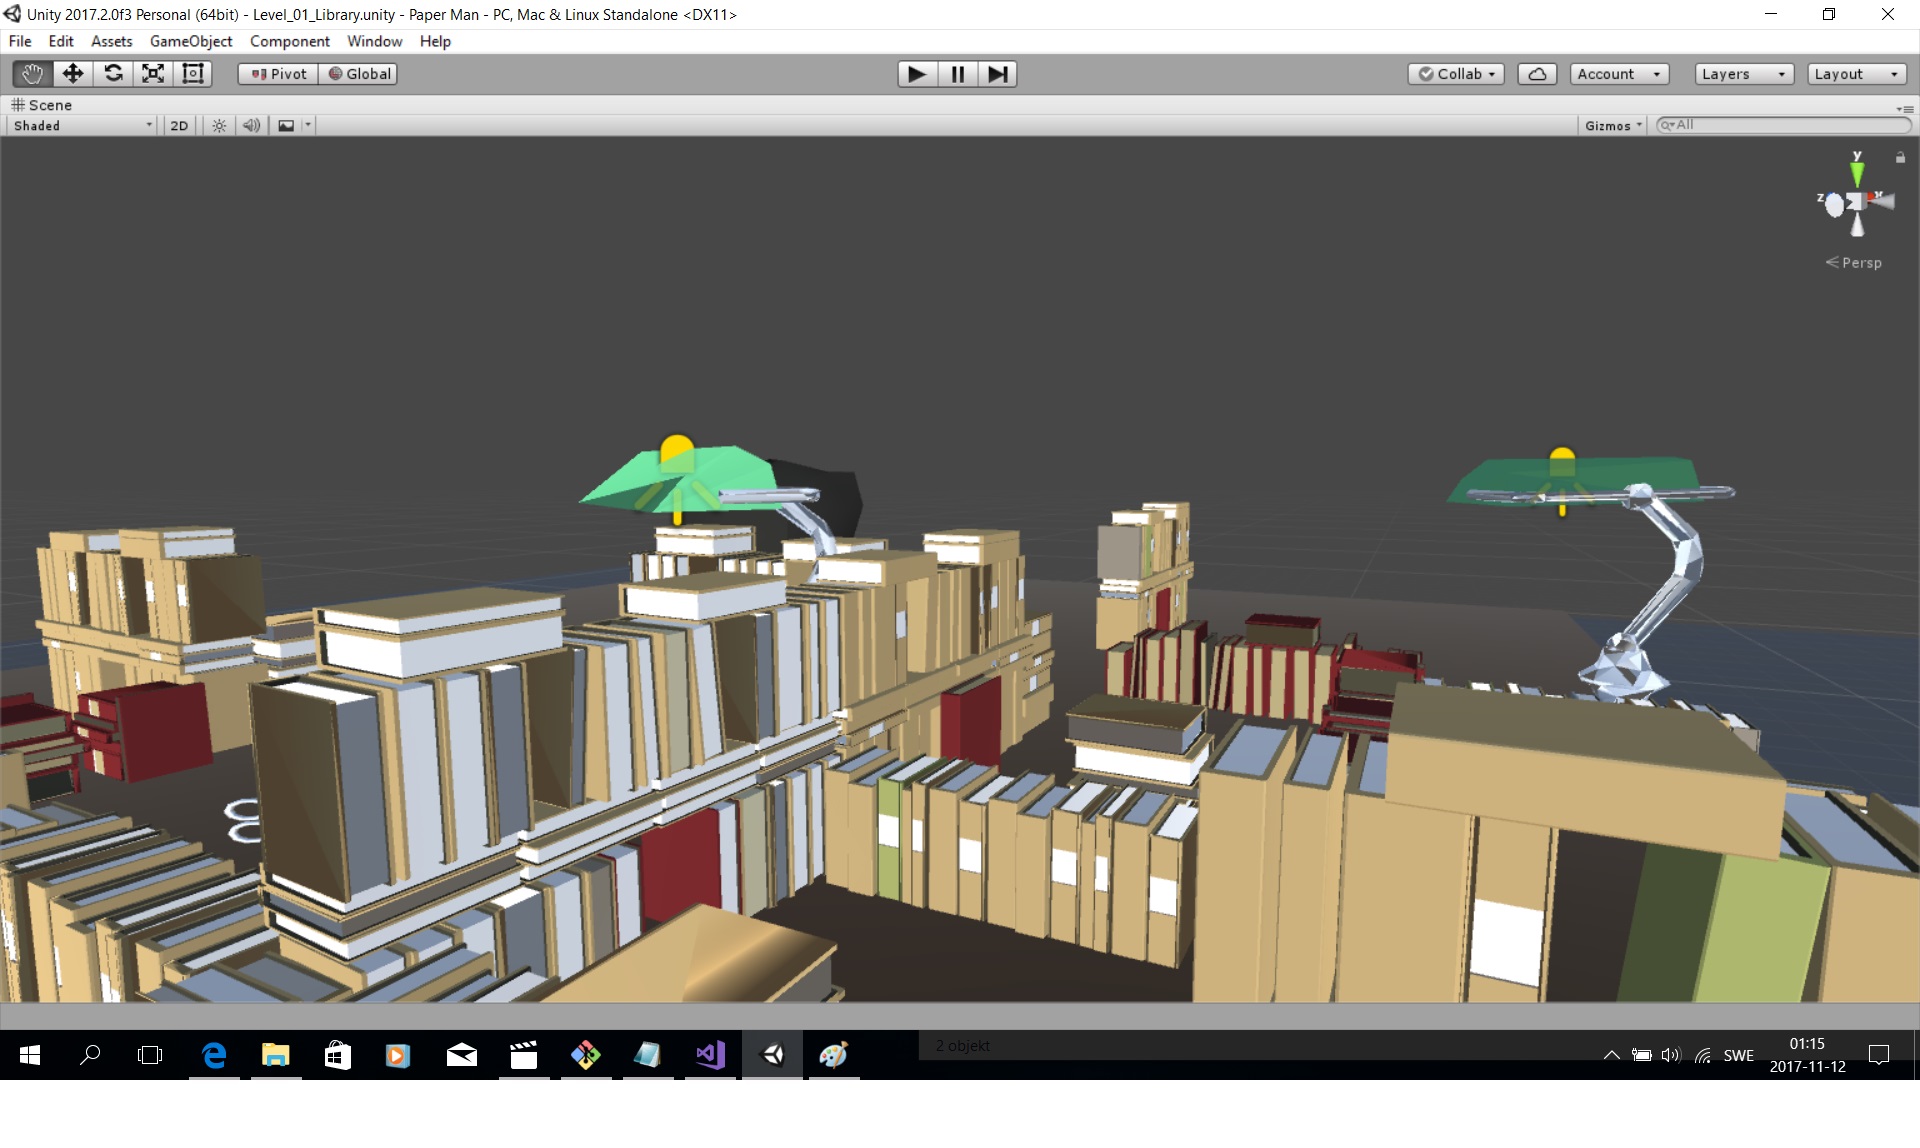 Unity 2017.2.0f3 Personal (64bit) - Level_01_Library.unity - Paper Man - PC, Mac & Linux Standalone <DX11>
File Edit Assets GameObject Component Window Help
Pivot Global Collab Account Layers Layout
Scene
Shaded 2D Gizmos All
y
z x
Persp
2 objekt
SWE
01:15
2017-11-12